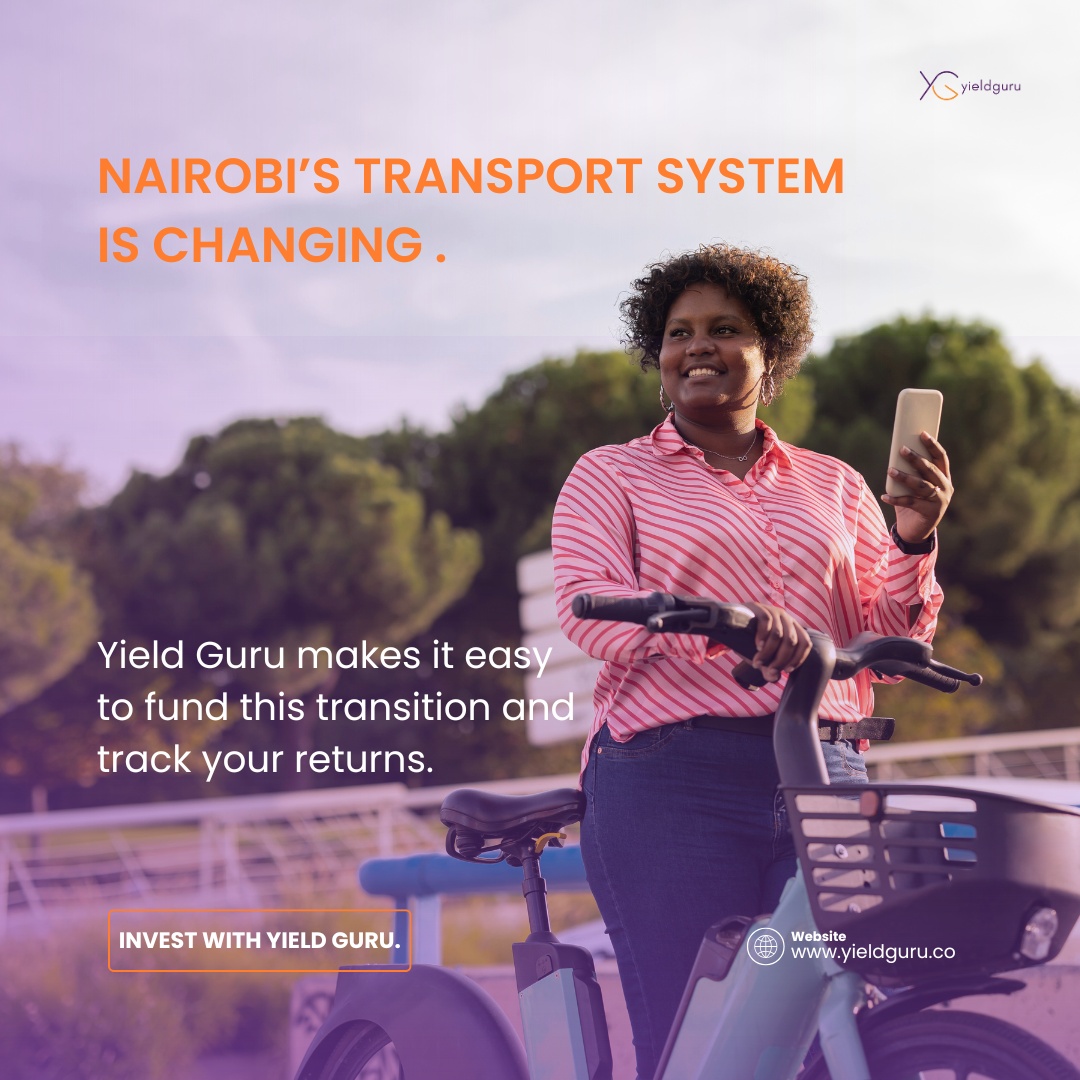 yieldguru
NAIROBI’S TRANSPORT SYSTEM
IS CHANGING .
Yield Guru makes it easy
to fund this transition and
track your returns.
INVEST WITH YIELD GURU.
Website
www.yieldguru.co